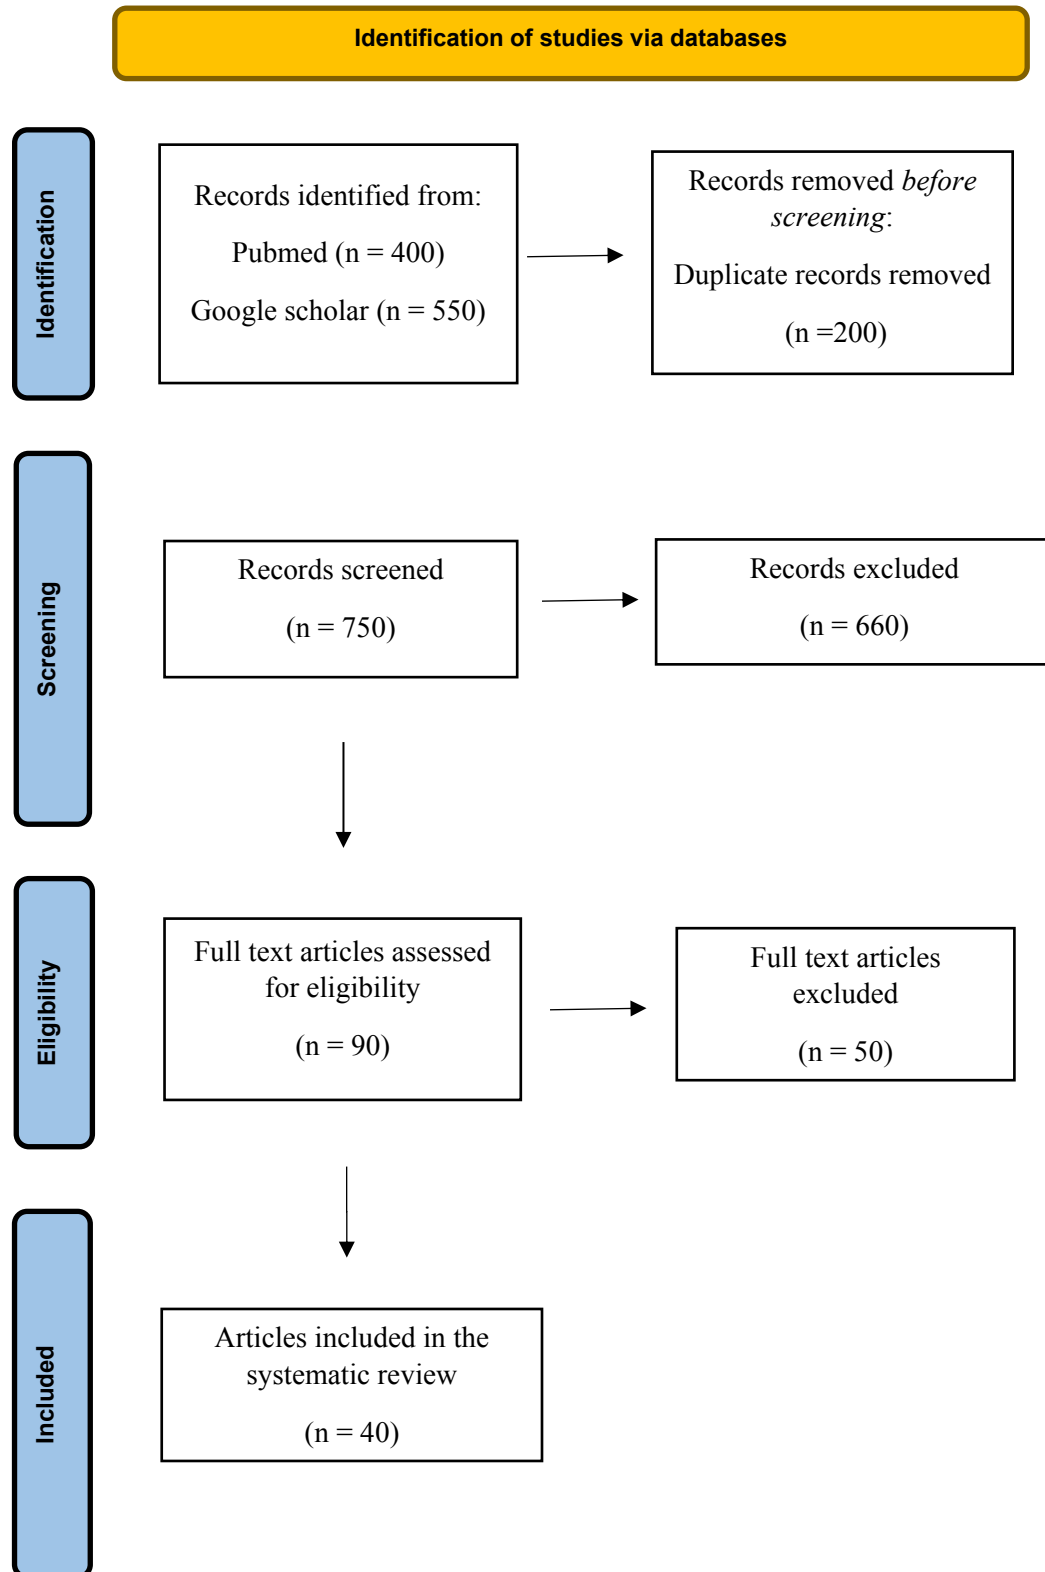 Identification of studies via databases
Identification
Records identified from:
Pubmed (n = 400)
Google scholar (n = 550)
Records removed before
screening:
Duplicate records removed
(n =200)
Screening
Records screened
(n = 750)
Records excluded
(n = 660)
Eligibility
Full text articles assessed
for eligibility
(n = 90)
Full text articles
excluded
(n = 50)
Included
Articles included in the
systematic review
(n = 40)